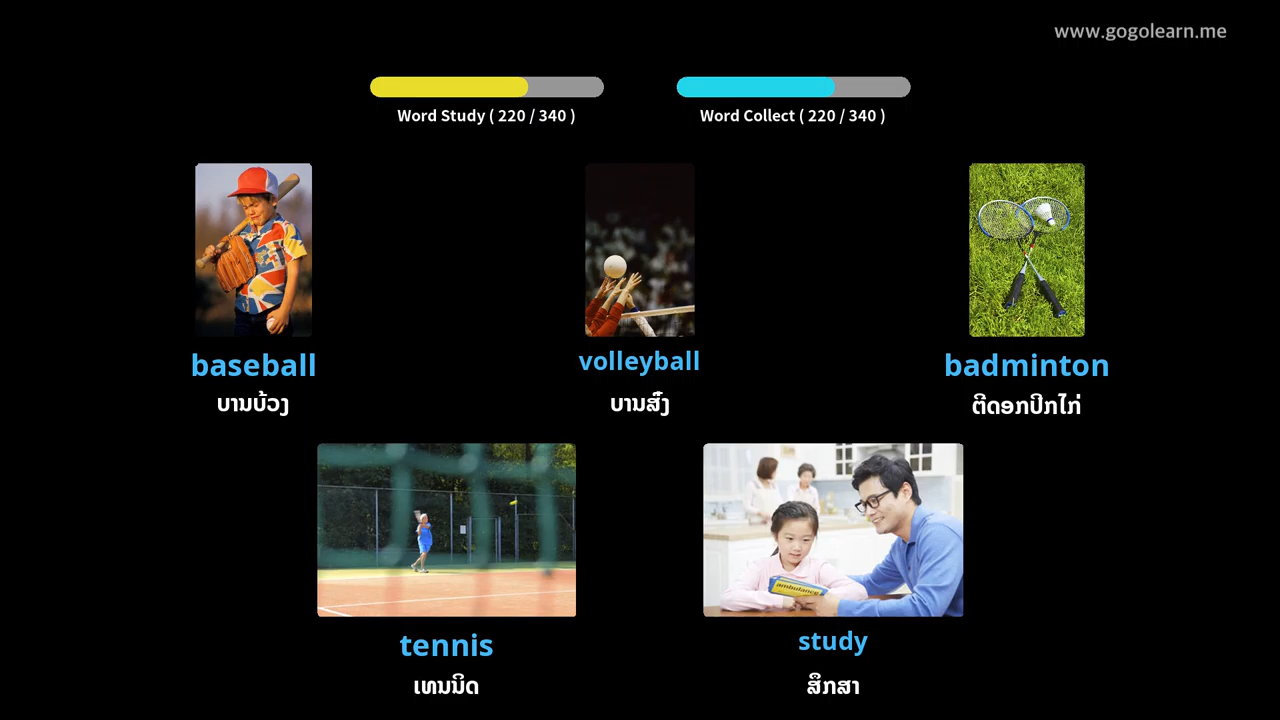 www.gogolearn.me
Word Study ( 220 / 340 )
Word Collect ( 220 / 340 )
baseball
ບານບ້ວງ
volleyball
ບານສົ່ງ
badminton
ຕີດອກປີກໄກ່
tennis
ເທນນິດ
ambulance
study
ສຶກສາ